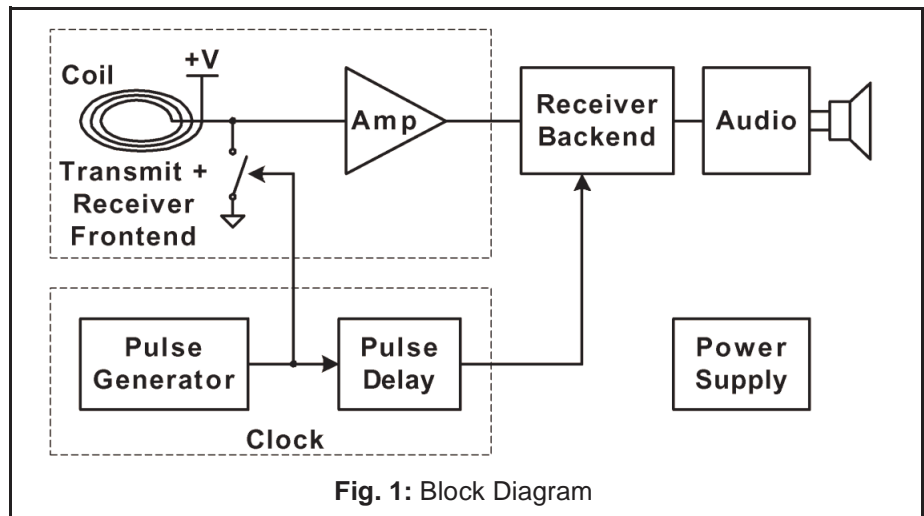 +V
Coil
Amp
Transmit +
Receiver
Frontend
Receiver
Backend
Audio
Pulse
Generator
Pulse
Delay
Clock
Power
Supply
Fig. 1: Block Diagram